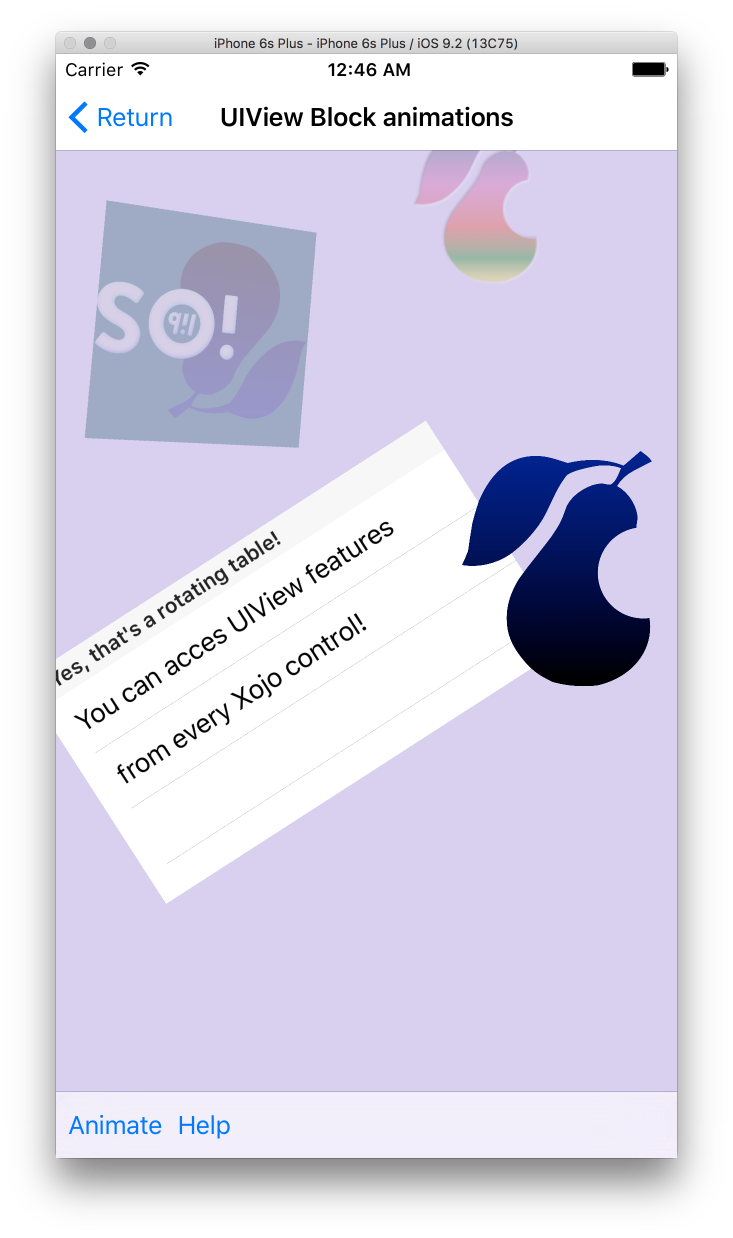 iPhone 6s Plus - iPhone 6s Plus / iOS 9.2 (13C75)
Carrier 12:46 AM
Return UIView Block animations
SO!
Yes, that's a rotating table!
You can acces UIView features
from every Xojo control!
Animate Help